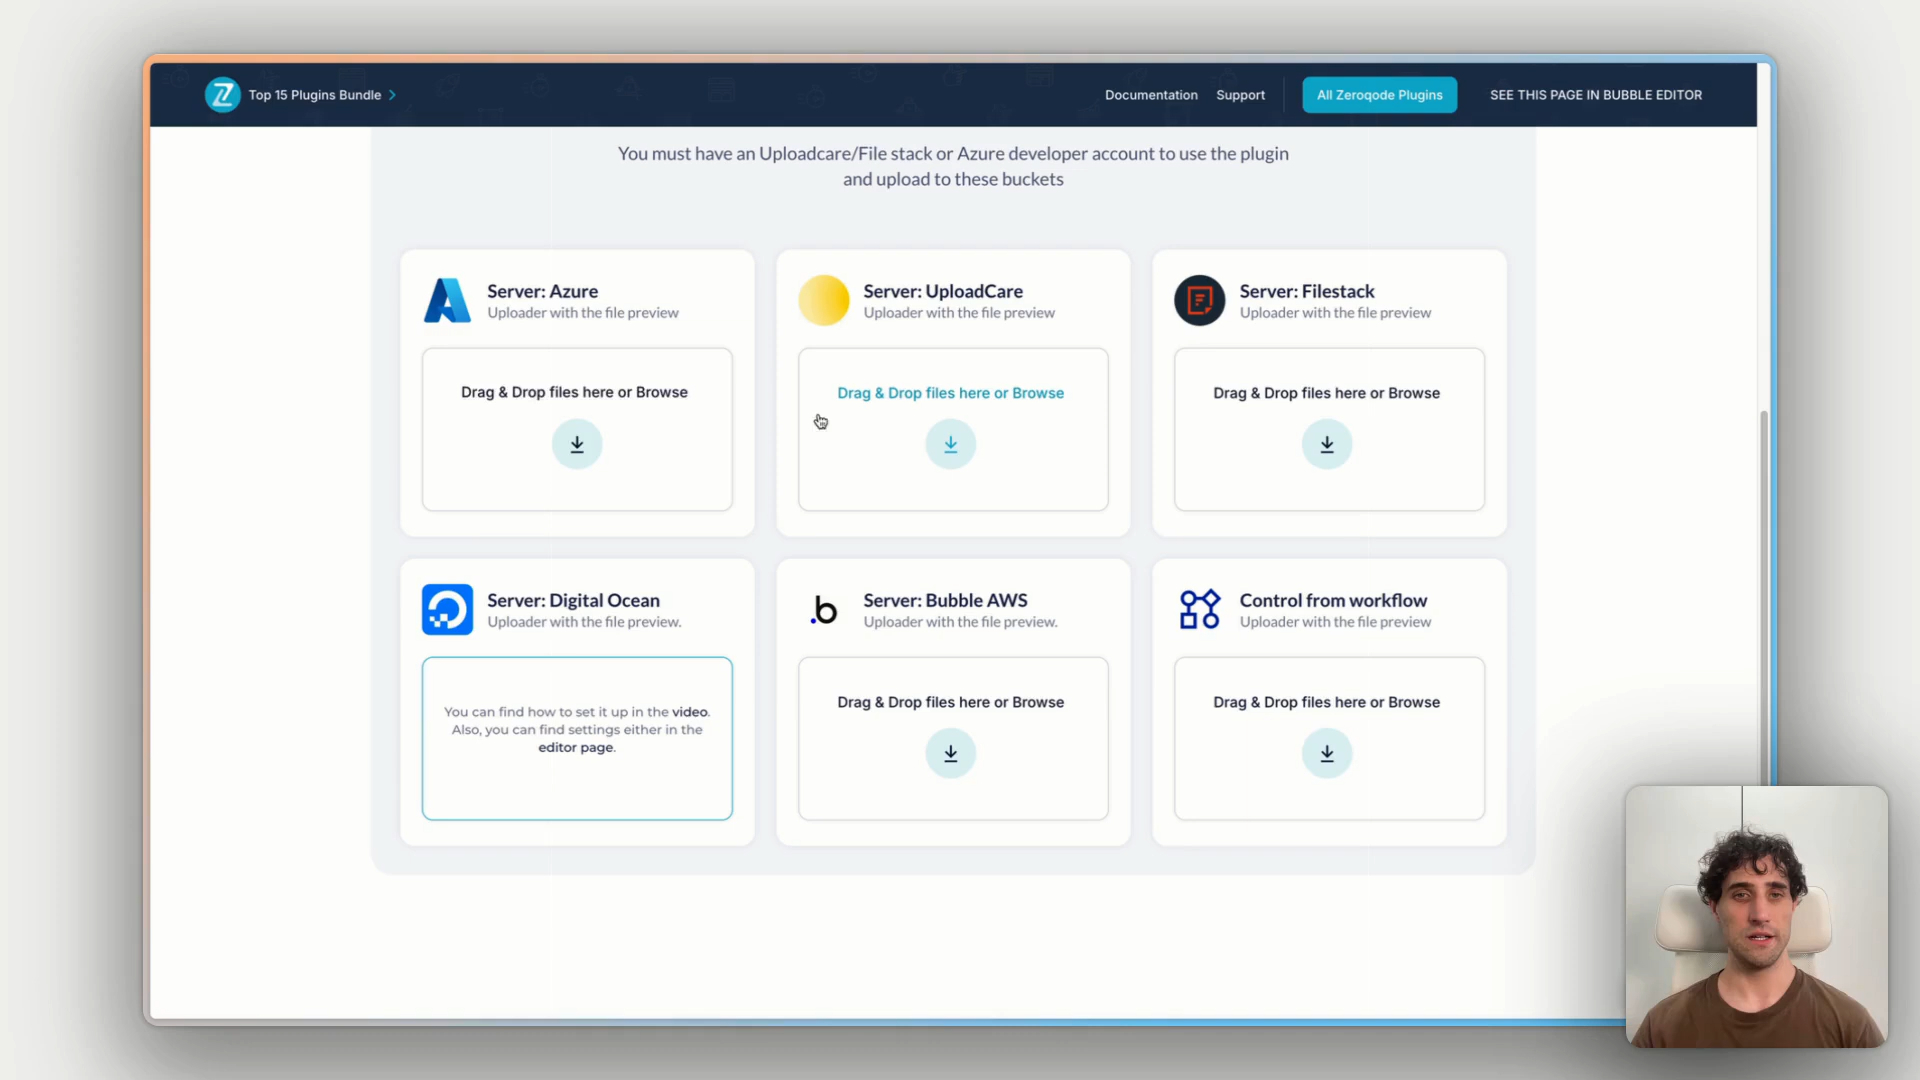 Top 15 Plugins Bundle
Documentation
Support
All Zeroqode Plugins
SEE THIS PAGE IN BUBBLE EDITOR
You must have an Uploadcare/File stack or Azure developer account to use the plugin
and upload to these buckets
Server: Azure
Uploader with the file preview
Drag & Drop files here or Browse
Server: UploadCare
Uploader with the file preview
Drag & Drop files here or Browse
Server: Filestack
Uploader with the file preview
Drag & Drop files here or Browse
Server: Digital Ocean
Uploader with the file preview.
You can find how to set it up in the video.
Also, you can find settings either in the
editor page.
.b
Server: Bubble AWS
Uploader with the file preview.
Drag & Drop files here or Browse
Control from workflow
Uploader with the file preview
Drag & Drop files here or Browse